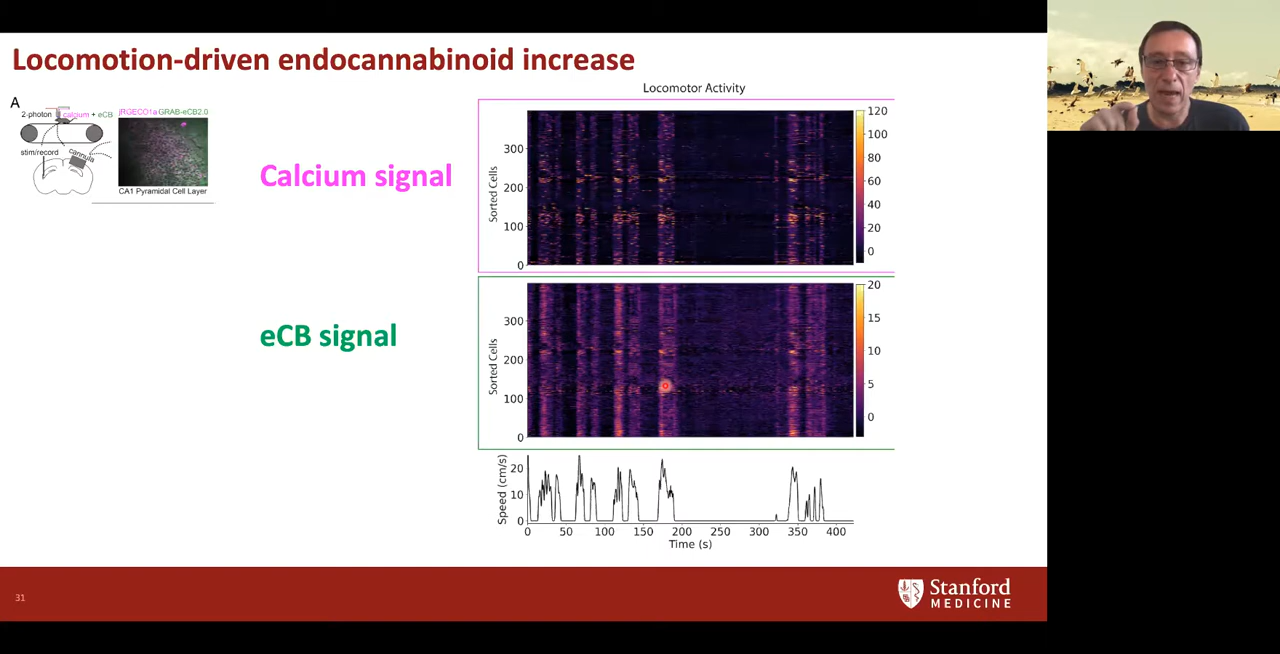 Locomotion-driven endocannabinoid increase
A
2-photon
calcium + eCB
stim/record
cannula
jRGECO1a GRAB-eCB2.0
CA1 Pyramidal Cell Layer
Calcium signal
eCB signal
Locomotor Activity
Sorted Cells
300
200
100
0
120
100
80
60
40
20
0
Sorted Cells
300
200
100
0
20
15
10
5
0
Speed (cm/s)
20
10
0
0 50 100 150 200 250 300 350 400
Time (s)
31
Stanford
MEDICINE